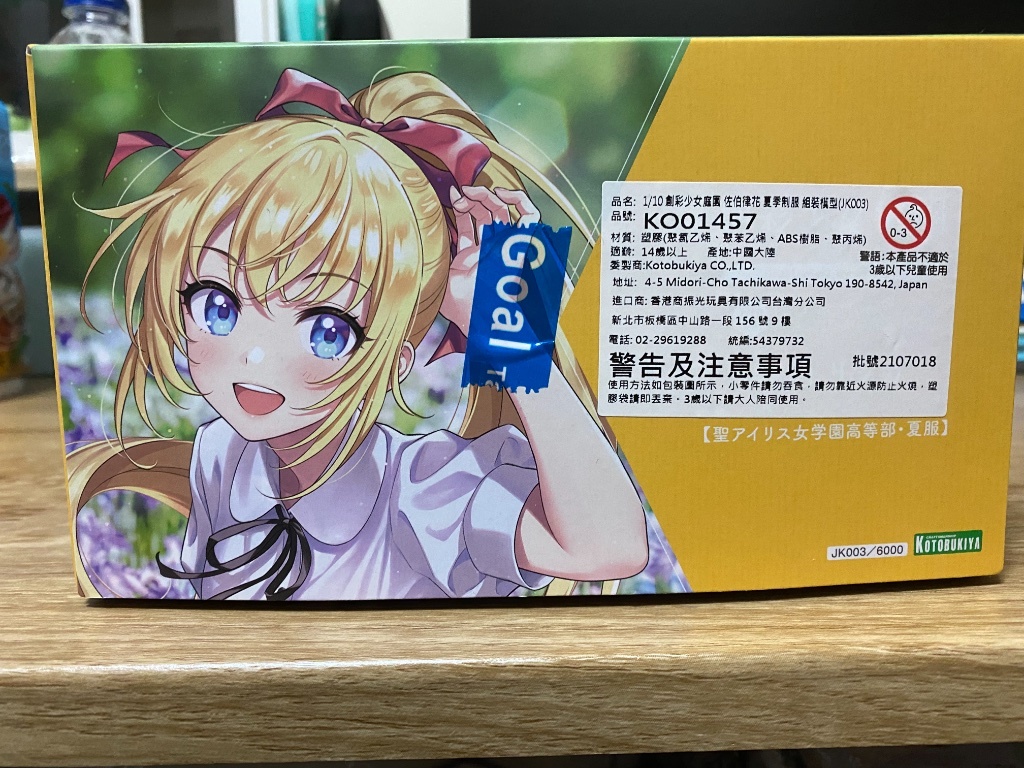 Goal
品名: 1/10 創彩少女庭園 佐伯律花 夏季制服 組裝模型(JK003)
品號: KO01457
材質: 塑膠(聚氯乙烯、聚苯乙烯、ABS樹脂、聚丙烯)
適齡: 14歲以上 產地:中國大陸
0-3
警語:本產品不適於
3歲以下兒童使用
委製商:Kotobukiya CO.,LTD.
地址: 4-5 Midori-Cho Tachikawa-Shi Tokyo 190-8542, Japan
進口商: 香港商振光玩具有限公司台灣分公司
新北市板橋區中山路一段 156 號 9 樓
電話: 02-29619288 統編:54379732
警告及注意事項 批號2107018
使用方法如包裝圖所示，小零件請勿吞食，請勿靠近火源防止火燒，塑
膠袋請即丟棄。3歲以下請大人陪同使用。
【聖アイリス女学園高等部・夏服】
JK003／6000
KOTOBUKIYA